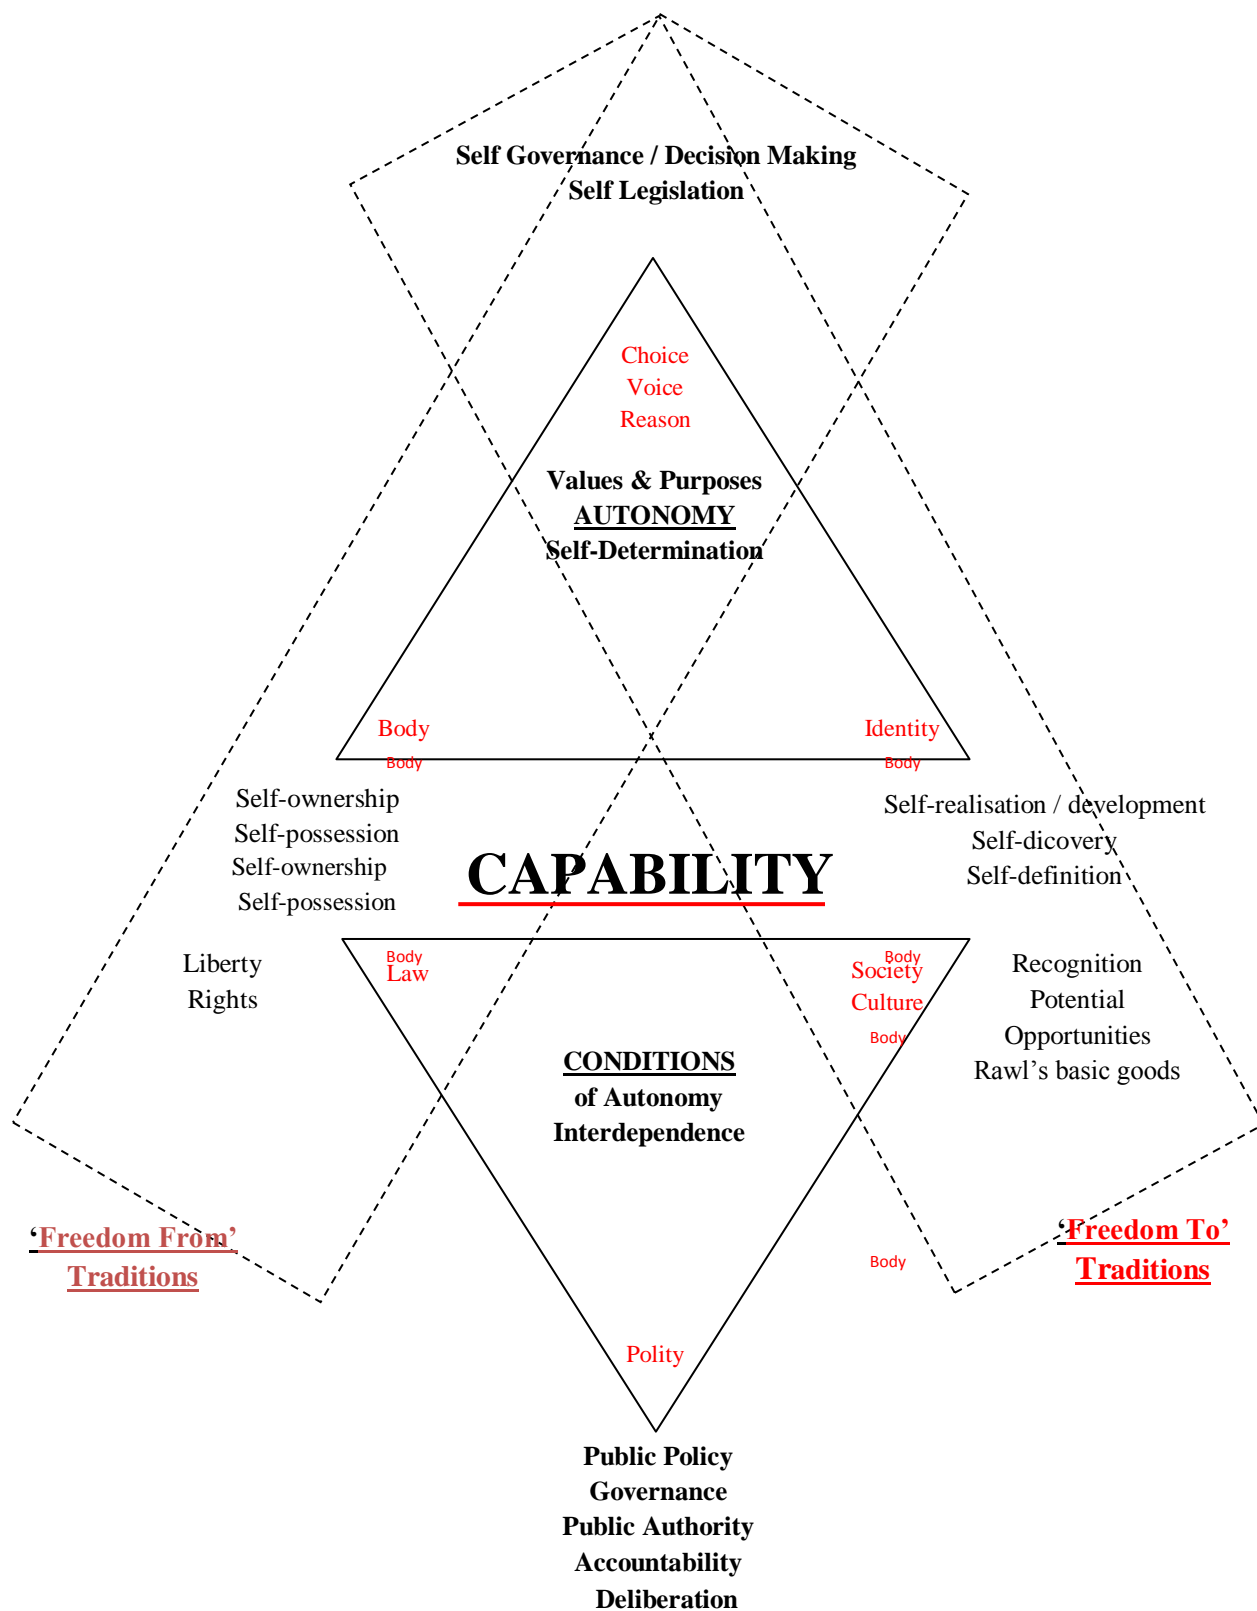 Self Governance / Decision Making
Self Legislation
Choice
Voice
Reason
Values & Purposes
AUTONOMY
Self-Determination
Body
Identity
Body
Body
Self-ownership
Self-possession
Self-ownership
Self-possession
Self-realisation / development
Self-dicovery
Self-definition
CAPABILITY
Liberty
Rights
Body
Law
Body
Society
Culture
Body
Recognition
Potential
Opportunities
Rawl’s basic goods
CONDITIONS
of Autonomy
Interdependence
‘Freedom From’
Traditions
‘Freedom To’
Traditions
Body
Polity
Public Policy
Governance
Public Authority
Accountability
Deliberation